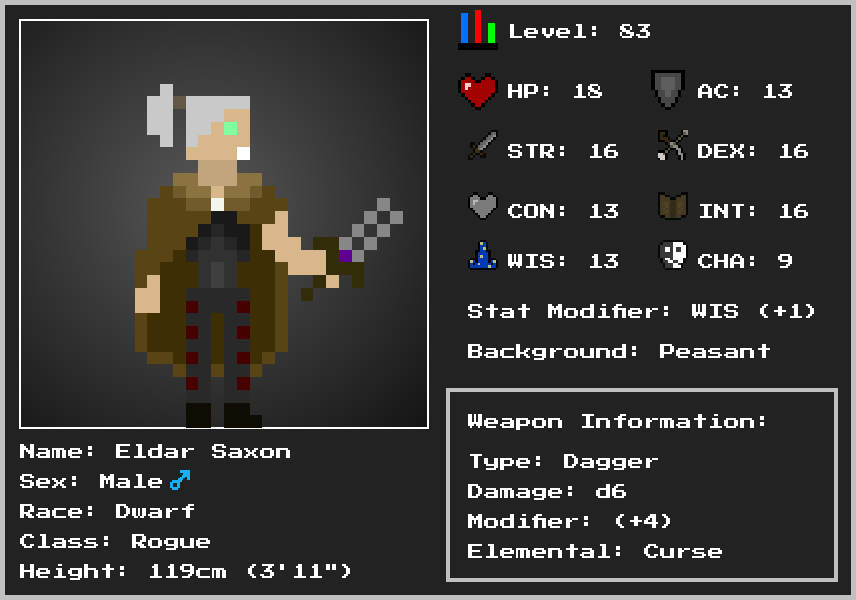 Level: 83
HP: 18 AC: 13
STR: 16 DEX: 16
CON: 13 INT: 16
WIS: 13 CHA: 9
Stat Modifier: WIS (+1)
Background: Peasant
Name: Eldar Saxon
Sex: Male ♂
Race: Dwarf
Class: Rogue
Height: 119cm (3'11")
Weapon Information:
Type: Dagger
Damage: d6
Modifier: (+4)
Elemental: Curse